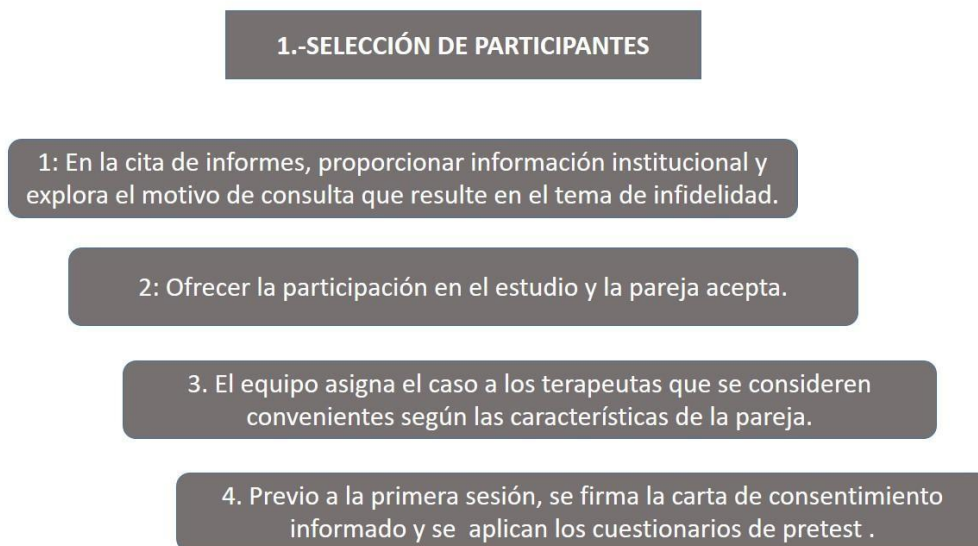 1.-SELECCIÓN DE PARTICIPANTES
1: En la cita de informes, proporcionar información institucional y
explora el motivo de consulta que resulte en el tema de infidelidad.
2: Ofrecer la participación en el estudio y la pareja acepta.
3. El equipo asigna el caso a los terapeutas que se consideren
convenientes según las características de la pareja.
4. Previo a la primera sesión, se firma la carta de consentimiento
informado y se  aplican los cuestionarios de pretest .